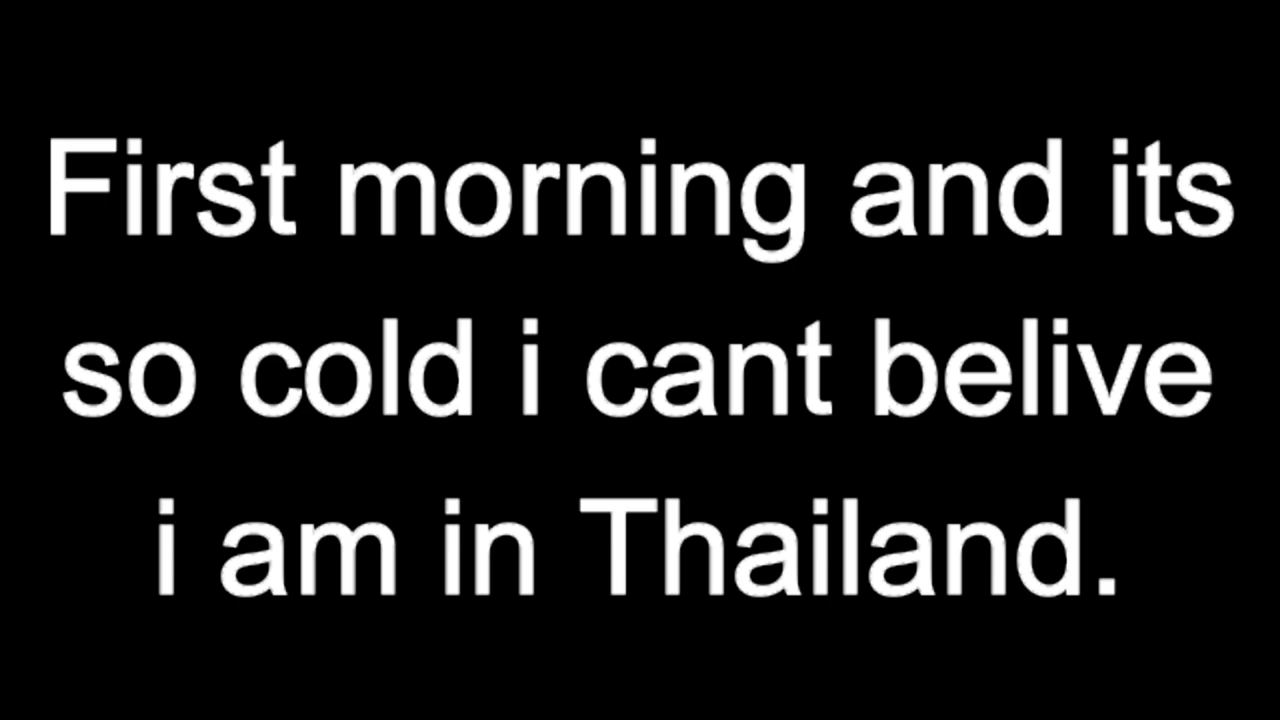 First morning and its
so cold i cant belive
i am in Thailand.